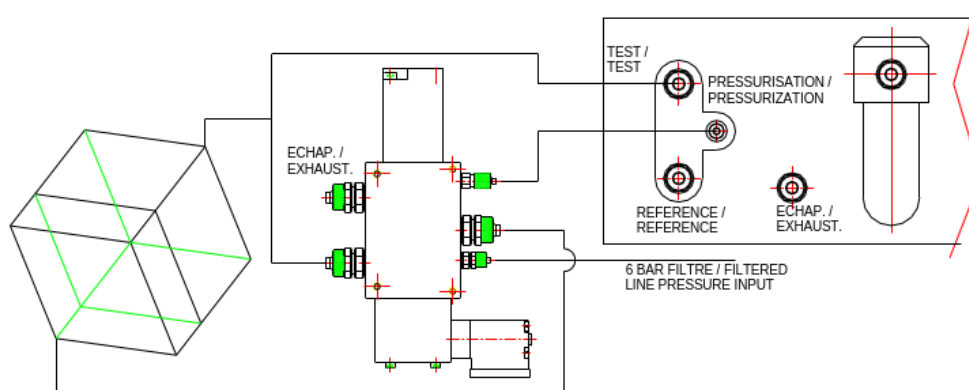 TEST /
TEST
PRESSURISATION /
PRESSURIZATION
ECHAP. /
EXHAUST.
REFERENCE /
REFERENCE
ECHAP. /
EXHAUST.
6 BAR FILTRE / FILTERED
LINE PRESSURE INPUT